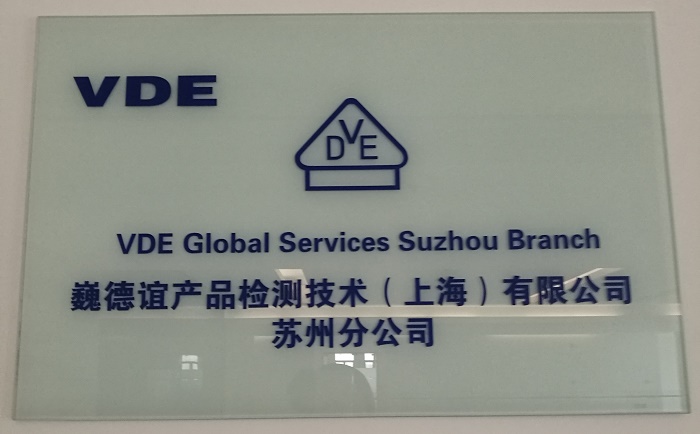 VDE
DVE
VDE Global Services Suzhou Branch
巍德谊产品检测技术（上海）有限公司
苏州分公司